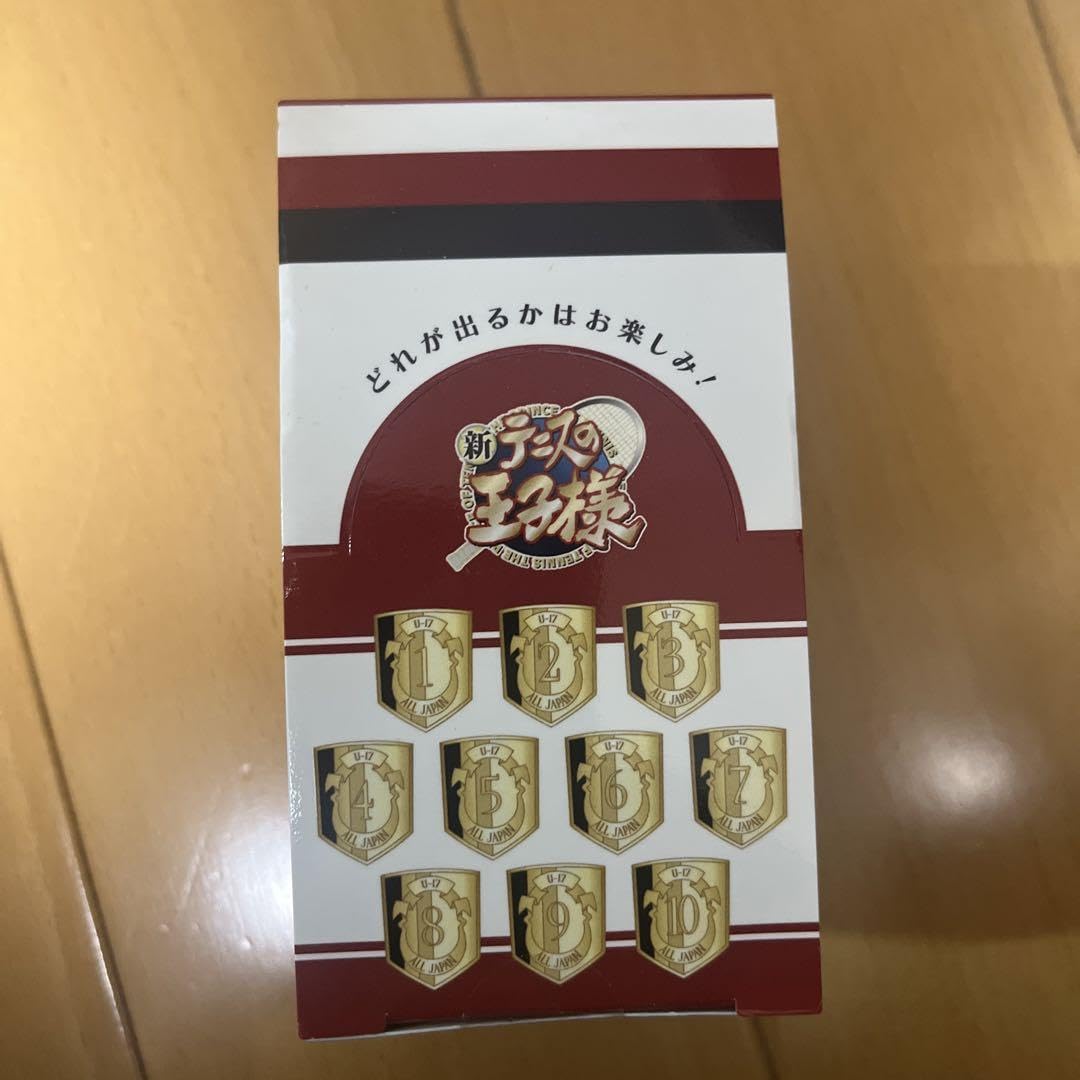 どれが出るかはお楽しみ!
新テニスの
王子様
TENNIS THE
U-17
1
ALL JAPAN
U-17
2
ALL JAPAN
U-17
3
ALL JAPAN
U-17
4
ALL JAPAN
U-17
5
ALL JAPAN
U-17
6
ALL JAPAN
U-17
7
ALL JAPAN
U-17
8
ALL JAPAN
U-17
9
ALL JAPAN
U-17
10
ALL JAPAN